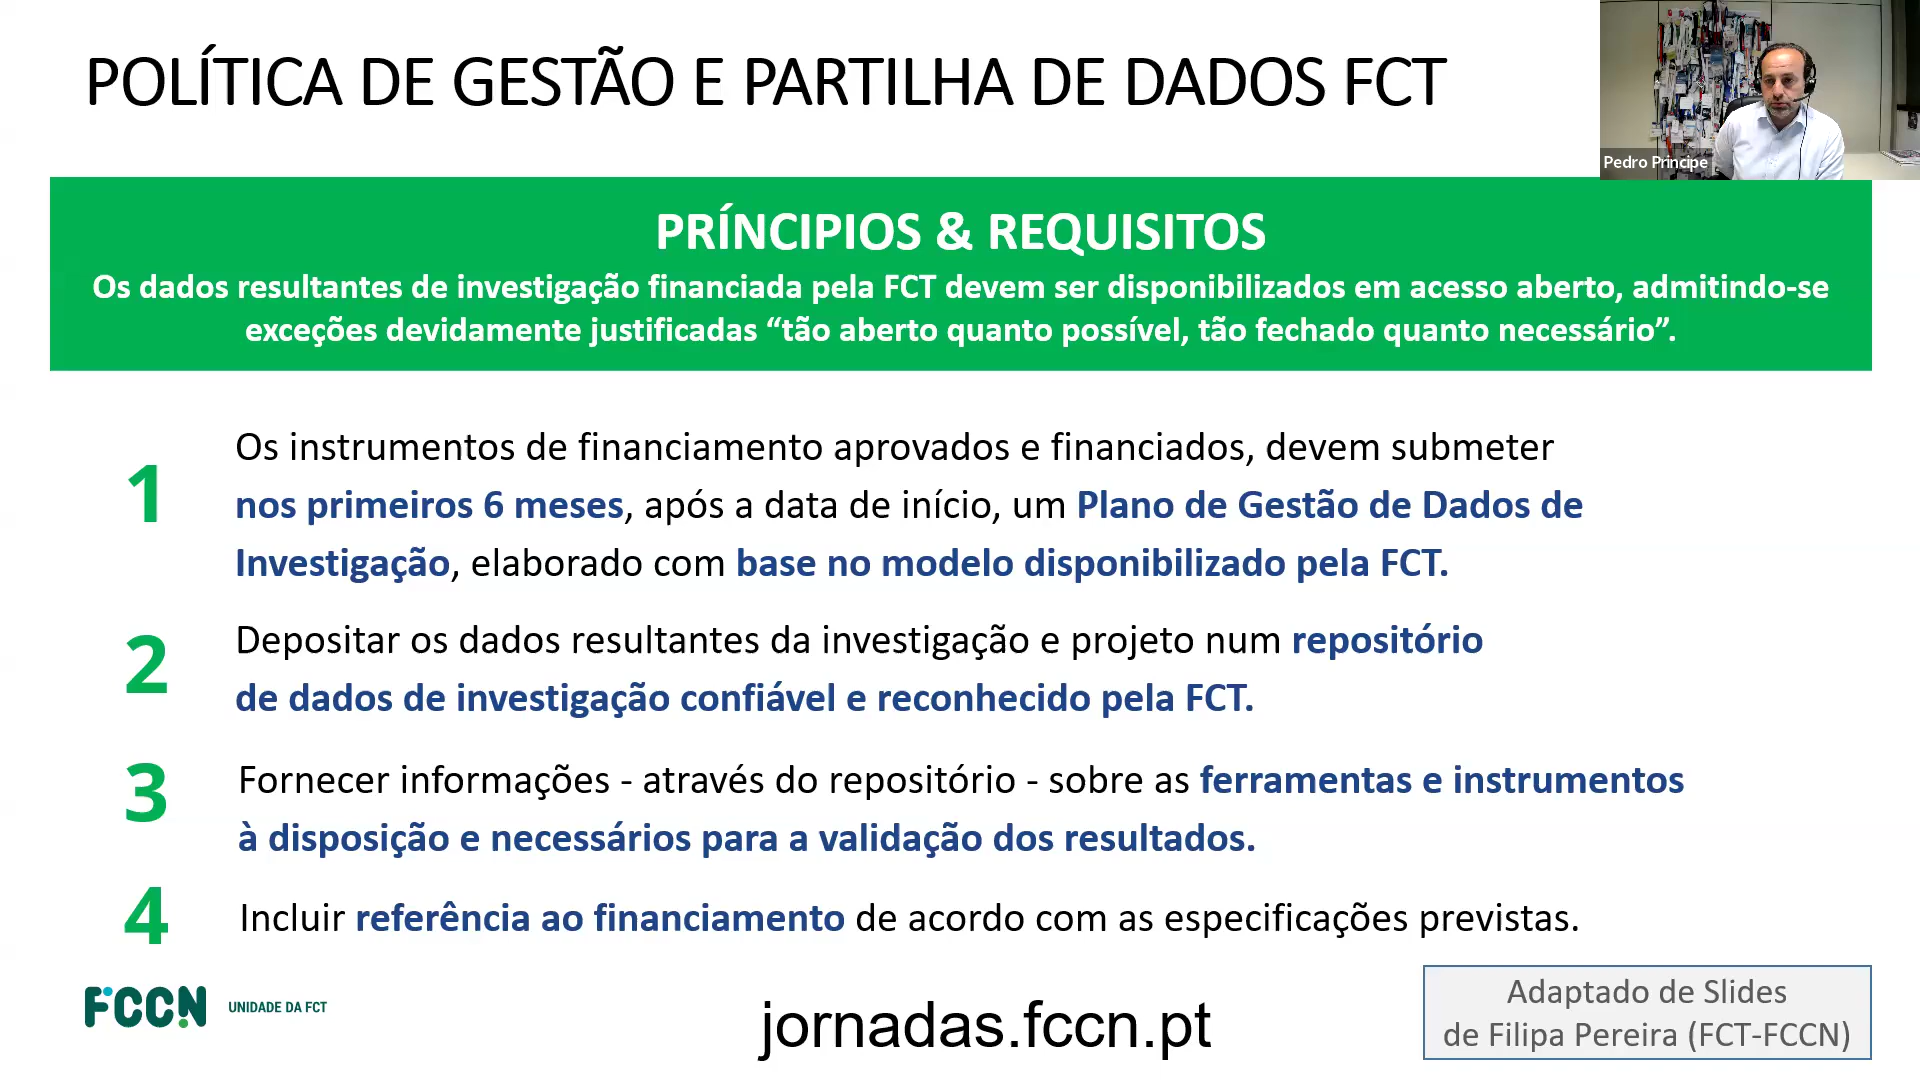 POLÍTICA DE GESTÃO E PARTILHA DE DADOS FCT
Pedro Príncipe
PRÍNCIPIOS & REQUISITOS
Os dados resultantes de investigação financiada pela FCT devem ser disponibilizados em acesso aberto, admitindo-se
exceções devidamente justificadas “tão aberto quanto possível, tão fechado quanto necessário”.
1
Os instrumentos de financiamento aprovados e financiados, devem submeter
nos primeiros 6 meses, após a data de início, um Plano de Gestão de Dados de
Investigação, elaborado com base no modelo disponibilizado pela FCT.
2
Depositar os dados resultantes da investigação e projeto num repositório
de dados de investigação confiável e reconhecido pela FCT.
3
Fornecer informações - através do repositório - sobre as ferramentas e instrumentos
à disposição e necessários para a validação dos resultados.
4
Incluir referência ao financiamento de acordo com as especificações previstas.
FCCN UNIDADE DA FCT
jornadas.fccn.pt
Adaptado de Slides
de Filipa Pereira (FCT-FCCN)